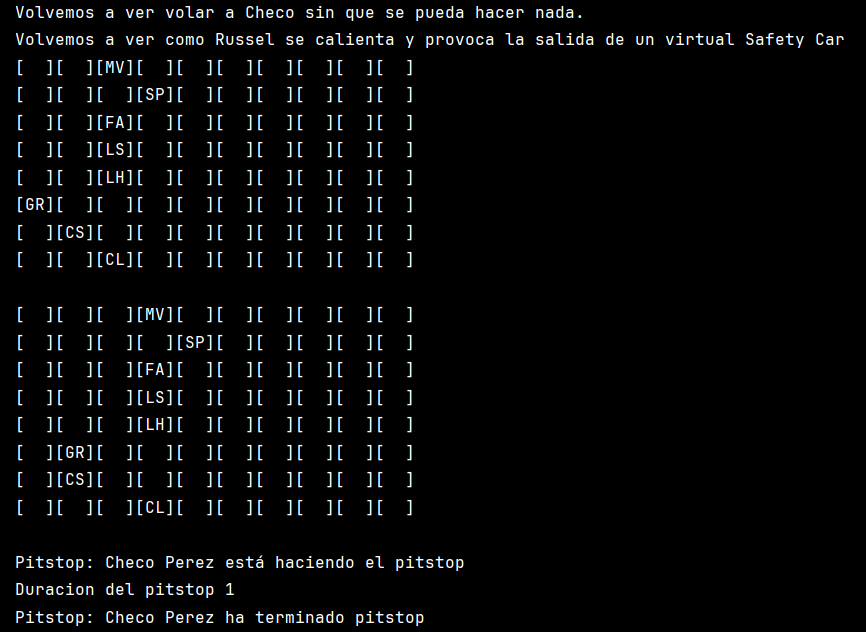 Volvemos a ver volar a Checo sin que se pueda hacer nada.
Volvemos a ver como Russel se calienta y provoca la salida de un virtual Safety Car
[  ][  ][MV][  ][  ][  ][  ][  ][  ][  ]
[  ][  ][  ][SP][  ][  ][  ][  ][  ][  ]
[  ][  ][FA][  ][  ][  ][  ][  ][  ][  ]
[  ][  ][LS][  ][  ][  ][  ][  ][  ][  ]
[  ][  ][LH][  ][  ][  ][  ][  ][  ][  ]
[GR][  ][  ][  ][  ][  ][  ][  ][  ][  ]
[  ][CS][  ][  ][  ][  ][  ][  ][  ][  ]
[  ][  ][CL][  ][  ][  ][  ][  ][  ][  ]

[  ][  ][  ][MV][  ][  ][  ][  ][  ][  ]
[  ][  ][  ][  ][SP][  ][  ][  ][  ][  ]
[  ][  ][  ][FA][  ][  ][  ][  ][  ][  ]
[  ][  ][  ][LS][  ][  ][  ][  ][  ][  ]
[  ][  ][  ][LH][  ][  ][  ][  ][  ][  ]
[  ][GR][  ][  ][  ][  ][  ][  ][  ][  ]
[  ][CS][  ][  ][  ][  ][  ][  ][  ][  ]
[  ][  ][  ][CL][  ][  ][  ][  ][  ][  ]

Pitstop: Checo Perez está haciendo el pitstop
Duracion del pitstop 1
Pitstop: Checo Perez ha terminado pitstop